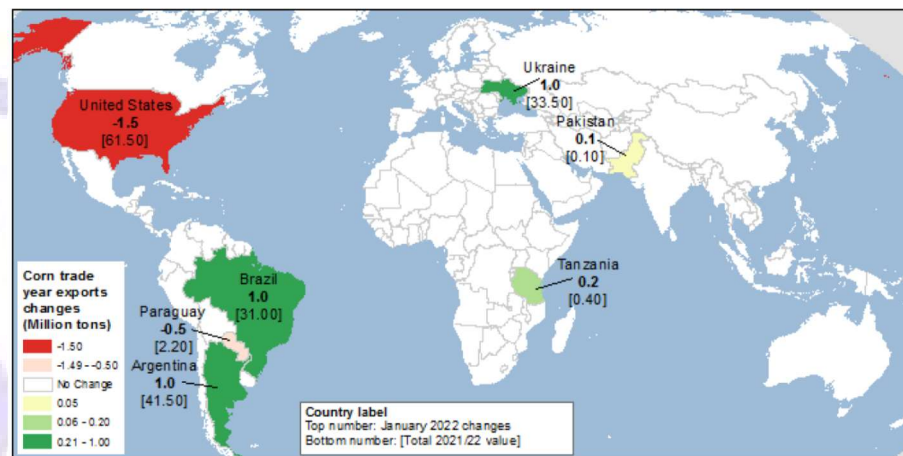 United States
-1.5
[61.50]
Ukraine
1.0
[33.50]
Pakistan
0.1
[0.10]
Tanzania
0.2
[0.40]
Brazil
1.0
[31.00]
Paraguay
-0.5
[2.20]
Argentina
1.0
[41.50]
Corn trade
year exports
changes
(Million tons)
-1.50
-1.49 - -0.50
No Change
0.05
0.06 - 0.20
0.21 - 1.00
Country label
Top number: January 2022 changes
Bottom number: [Total 2021/22 value]